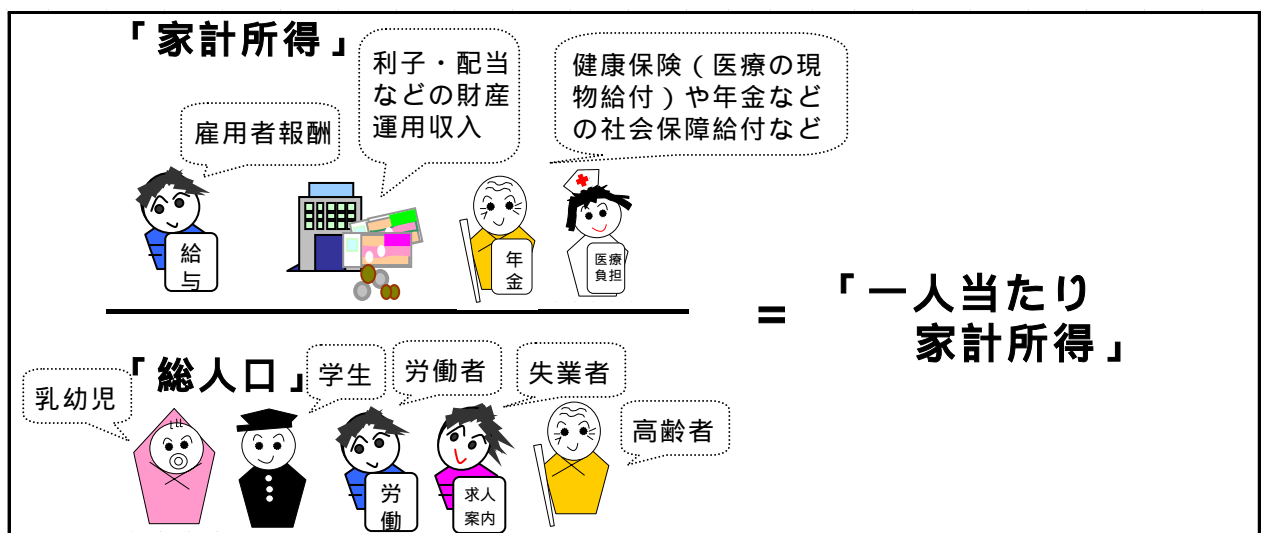 「家計所得」
利子・配当
などの財産
運用収入
健康保険（医療の現
物給付）や年金など
の社会保障給付など
雇用者報酬
給
与
年
金
医療
負担
=
「一人当たり
家計所得」
「総人口」
乳幼児
学生
労働者
失業者
高齢者
労
働
求人
案内